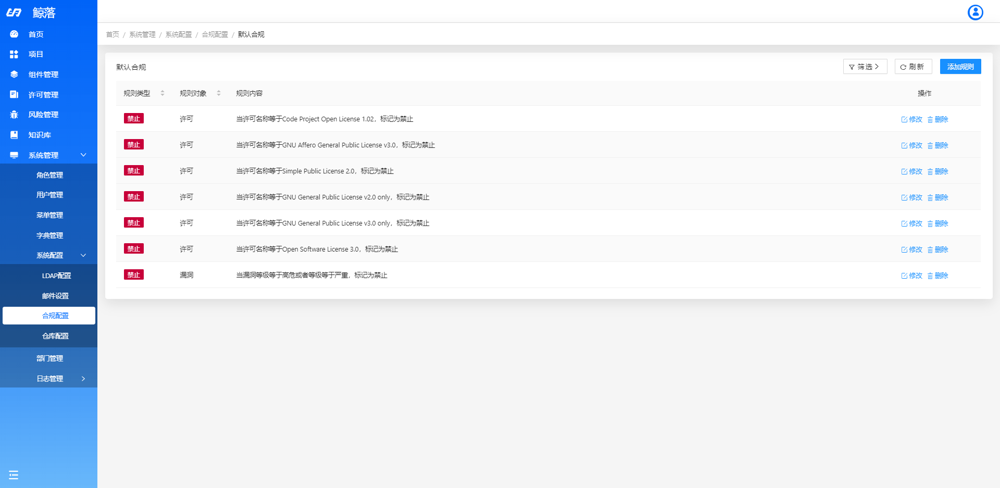 鲸落
首页
项目
组件管理
许可管理
风险管理
知识库
系统管理
角色管理
用户管理
菜单管理
字典管理
系统配置
LDAP配置
邮件设置
合规配置
仓库配置
部门管理
日志管理
首页 / 系统管理 / 系统配置 / 合规配置 / 默认合规
默认合规 筛选 刷新 添加规则
规则类型 规则对象 规则内容 操作
禁止 许可 当许可名称等于Code Project Open License 1.02，标记为禁止 修改 删除
禁止 许可 当许可名称等于GNU Affero General Public License v3.0，标记为禁止 修改 删除
禁止 许可 当许可名称等于Simple Public License 2.0，标记为禁止 修改 删除
禁止 许可 当许可名称等于GNU General Public License v2.0 only，标记为禁止 修改 删除
禁止 许可 当许可名称等于GNU General Public License v3.0 only，标记为禁止 修改 删除
禁止 许可 当许可名称等于Open Software License 3.0，标记为禁止 修改 删除
禁止 漏洞 当漏洞等级等于高危或者等级等于严重，标记为禁止 修改 删除